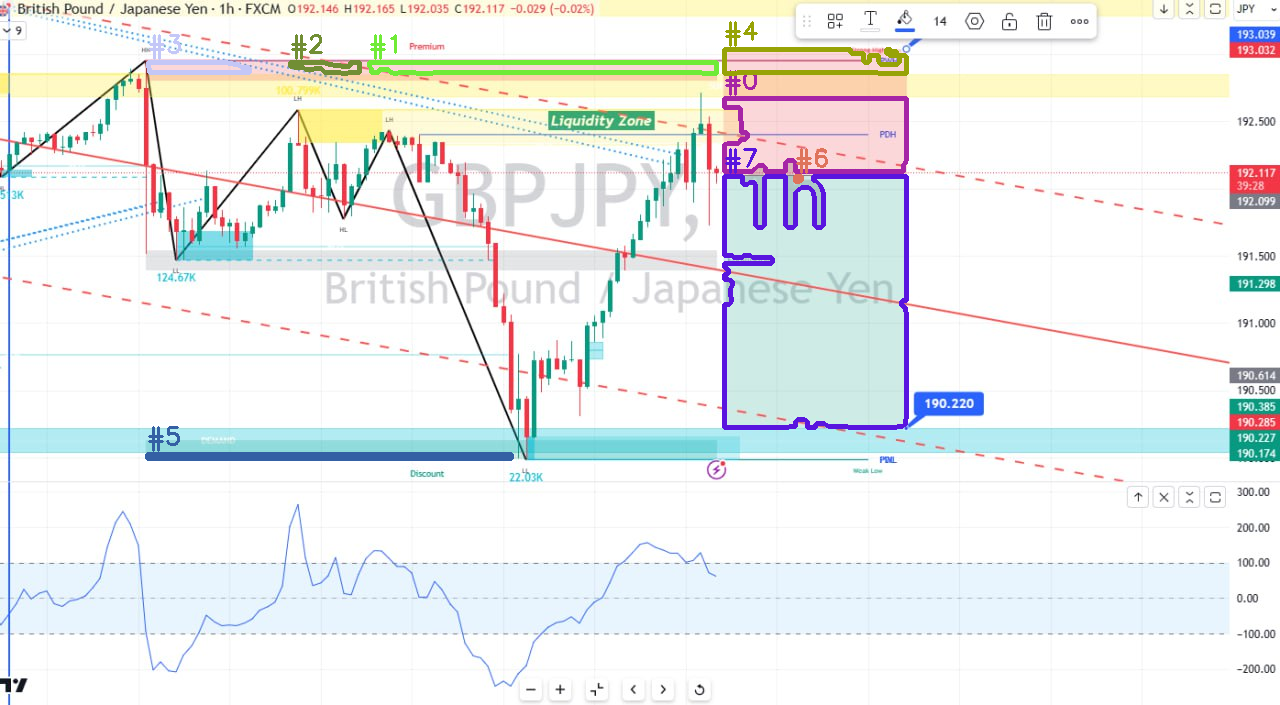 British Pound / Japanese Yen · 1h · FXCM O192.146 H192.165 L192.035 C192.117 -0.029 (-0.02%)
JPY
9
14
#4
193.039
193.032
#3
#2
#1
Premium
#0
HH
100.799K
LH
LH
Liquidity Zone
192.500
PDH
#7
#6
192.117
39:28
192.099
513K
GBPJPY,
HL
191.500
LL
124.67K
British Pound / Japanese Yen
191.298
191.000
190.614
190.500
190.220
190.385
190.285
190.227
190.174
#5
DEMAND
Discount
LL
22.03K
Weak Low
300.00
200.00
100.00
0.00
-100.00
-200.00